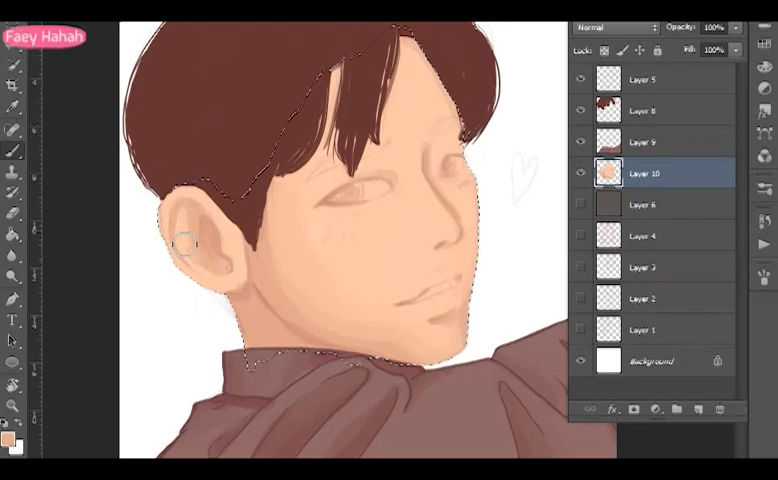 Faey Hahah
Normal
Opacity: 100%
Lock:
Fill: 100%
Layer 5
Layer 8
Layer 9
Layer 10
Layer 6
Layer 4
Layer 3
Layer 2
Layer 1
Background
fx